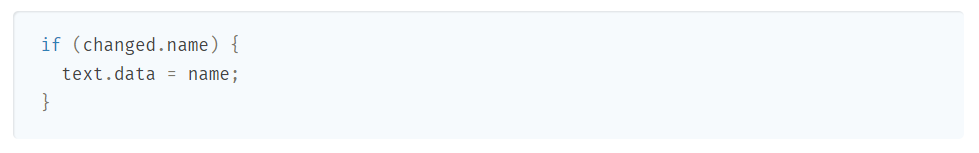 if (changed.name) {
  text.data = name;
}